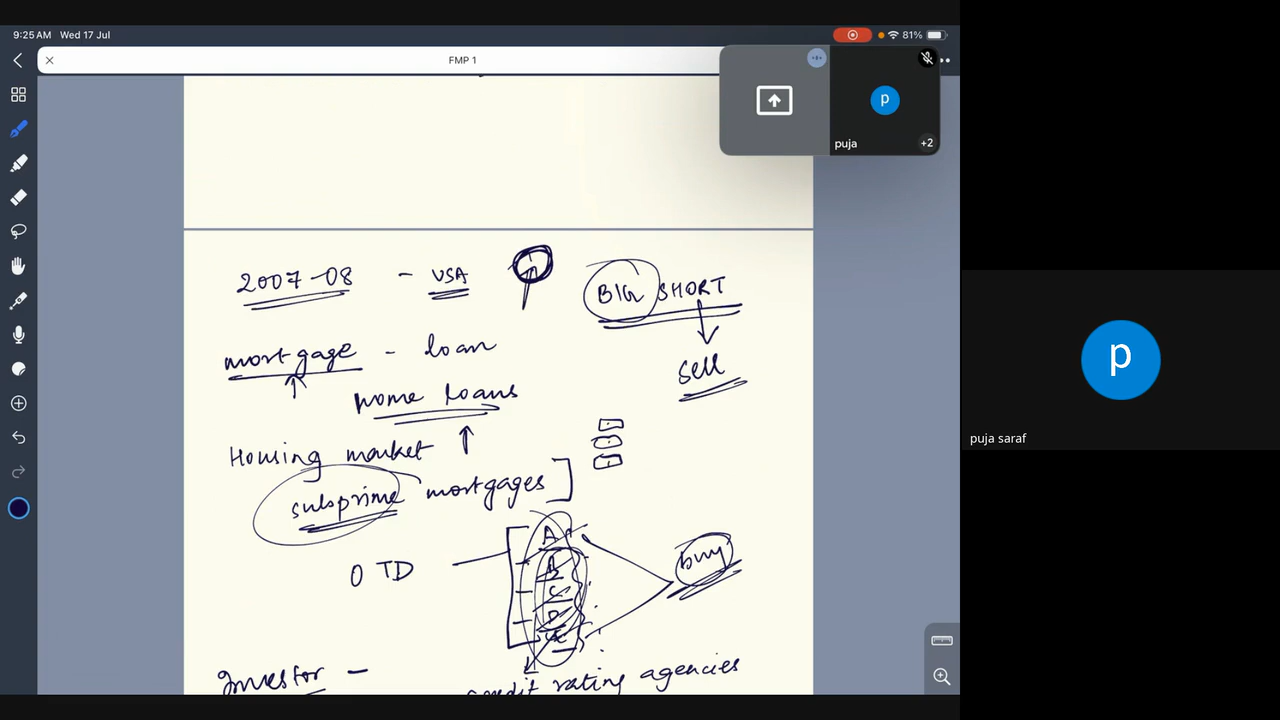 9:25 AM Wed 17 Jul
81%
FMP 1
p
puja
+2
2007-08 - USA
BIG SHORT
mortgage - loan
sell
home loans
Housing market
subprime mortgages
A+
buy
OTD
C
D
Investor -
credit rating agencies
p
puja saraf